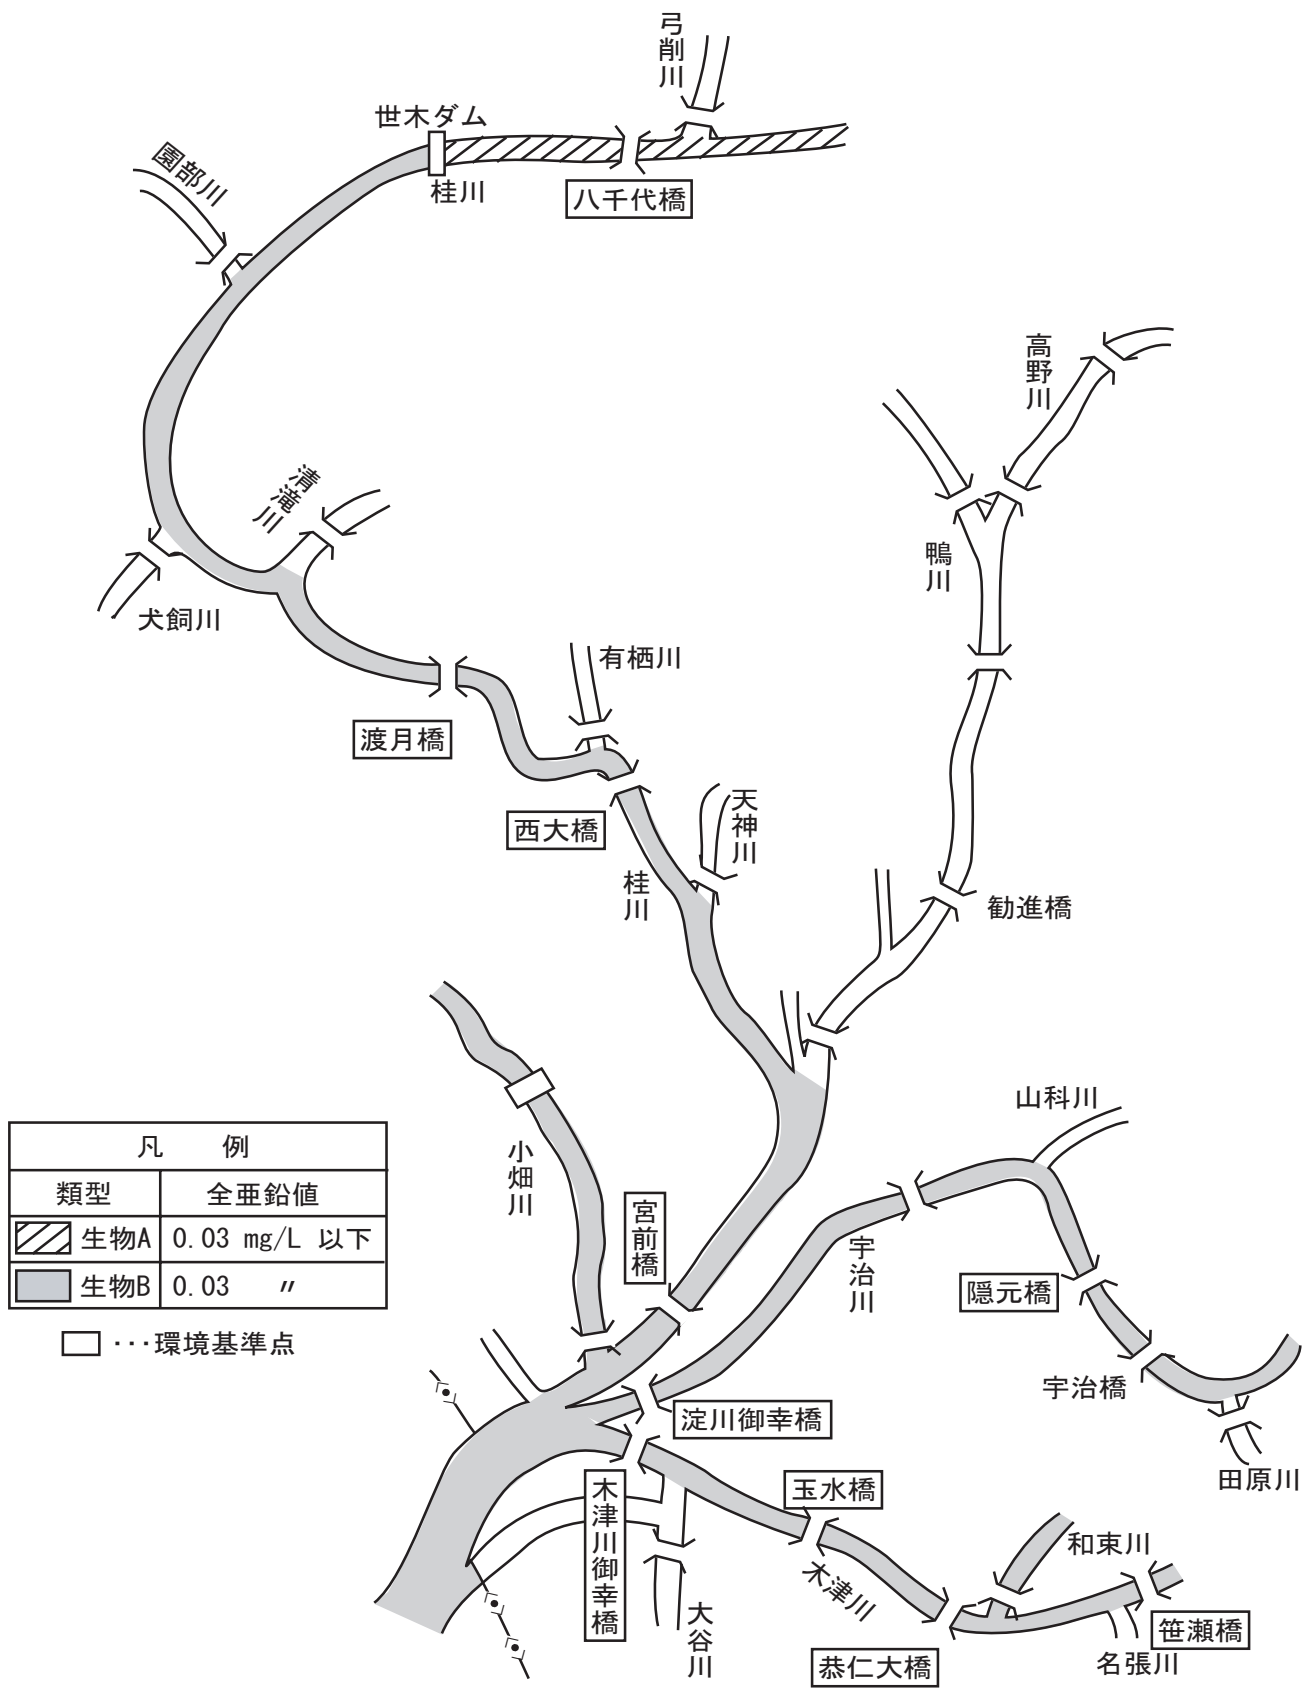 弓削川
世木ダム
園部川
桂川
八千代橋
高野川
清滝川
鴨川
犬飼川
有栖川
渡月橋
天神川
西大橋
桂川
勧進橋
山科川
小畑川
凡 例
類型 全亜鉛値
生物A 0.03 mg/L 以下
生物B 0.03 〃
・・・環境基準点
宮前橋
宇治川
隠元橋
宇治橋
淀川御幸橋
田原川
玉水橋
木津川御幸橋
和束川
木津川
大谷川
笹瀬橋
恭仁大橋
名張川